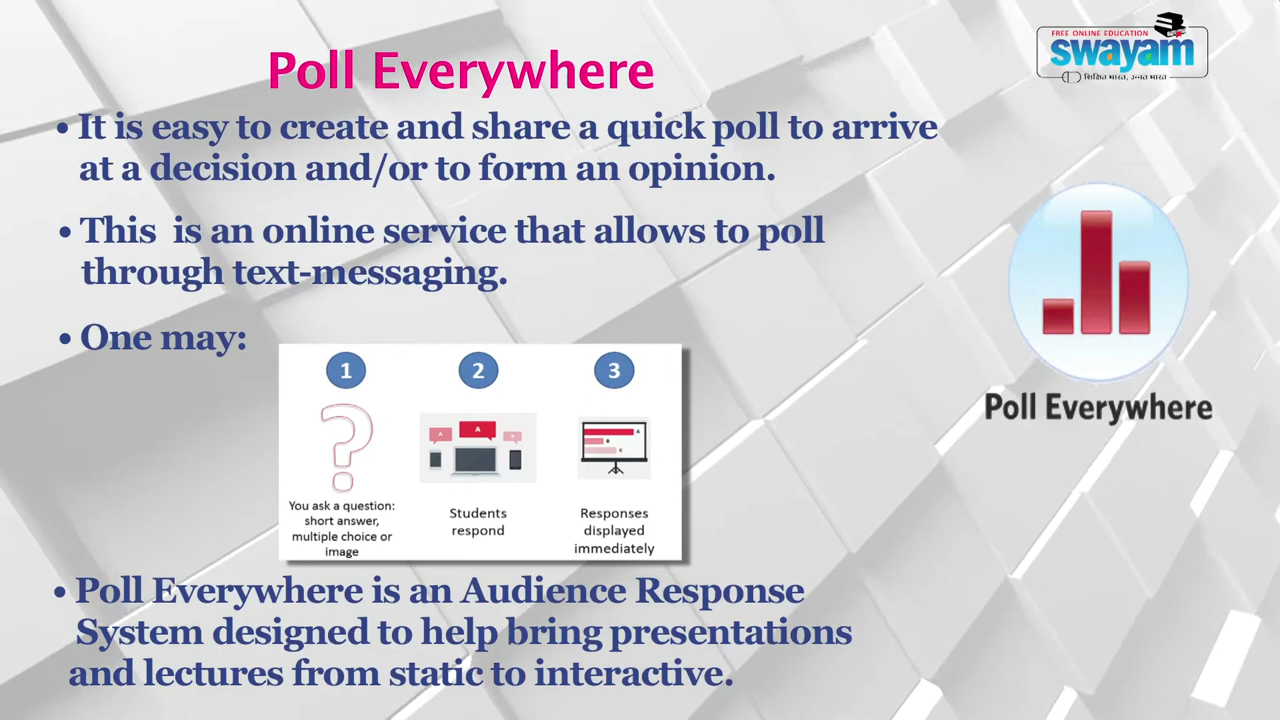 FREE ONLINE EDUCATION
swayam
शिक्षित भारत, उन्नत भारत
Poll Everywhere
• It is easy to create and share a quick poll to arrive
at a decision and/or to form an opinion.
• This is an online service that allows to poll
through text-messaging.
• One may:
1
2
3
A
A
A
A
B
C
You ask a question:
short answer,
multiple choice or
image
Students
respond
Responses
displayed
immediately
Poll Everywhere
• Poll Everywhere is an Audience Response
System designed to help bring presentations
and lectures from static to interactive.